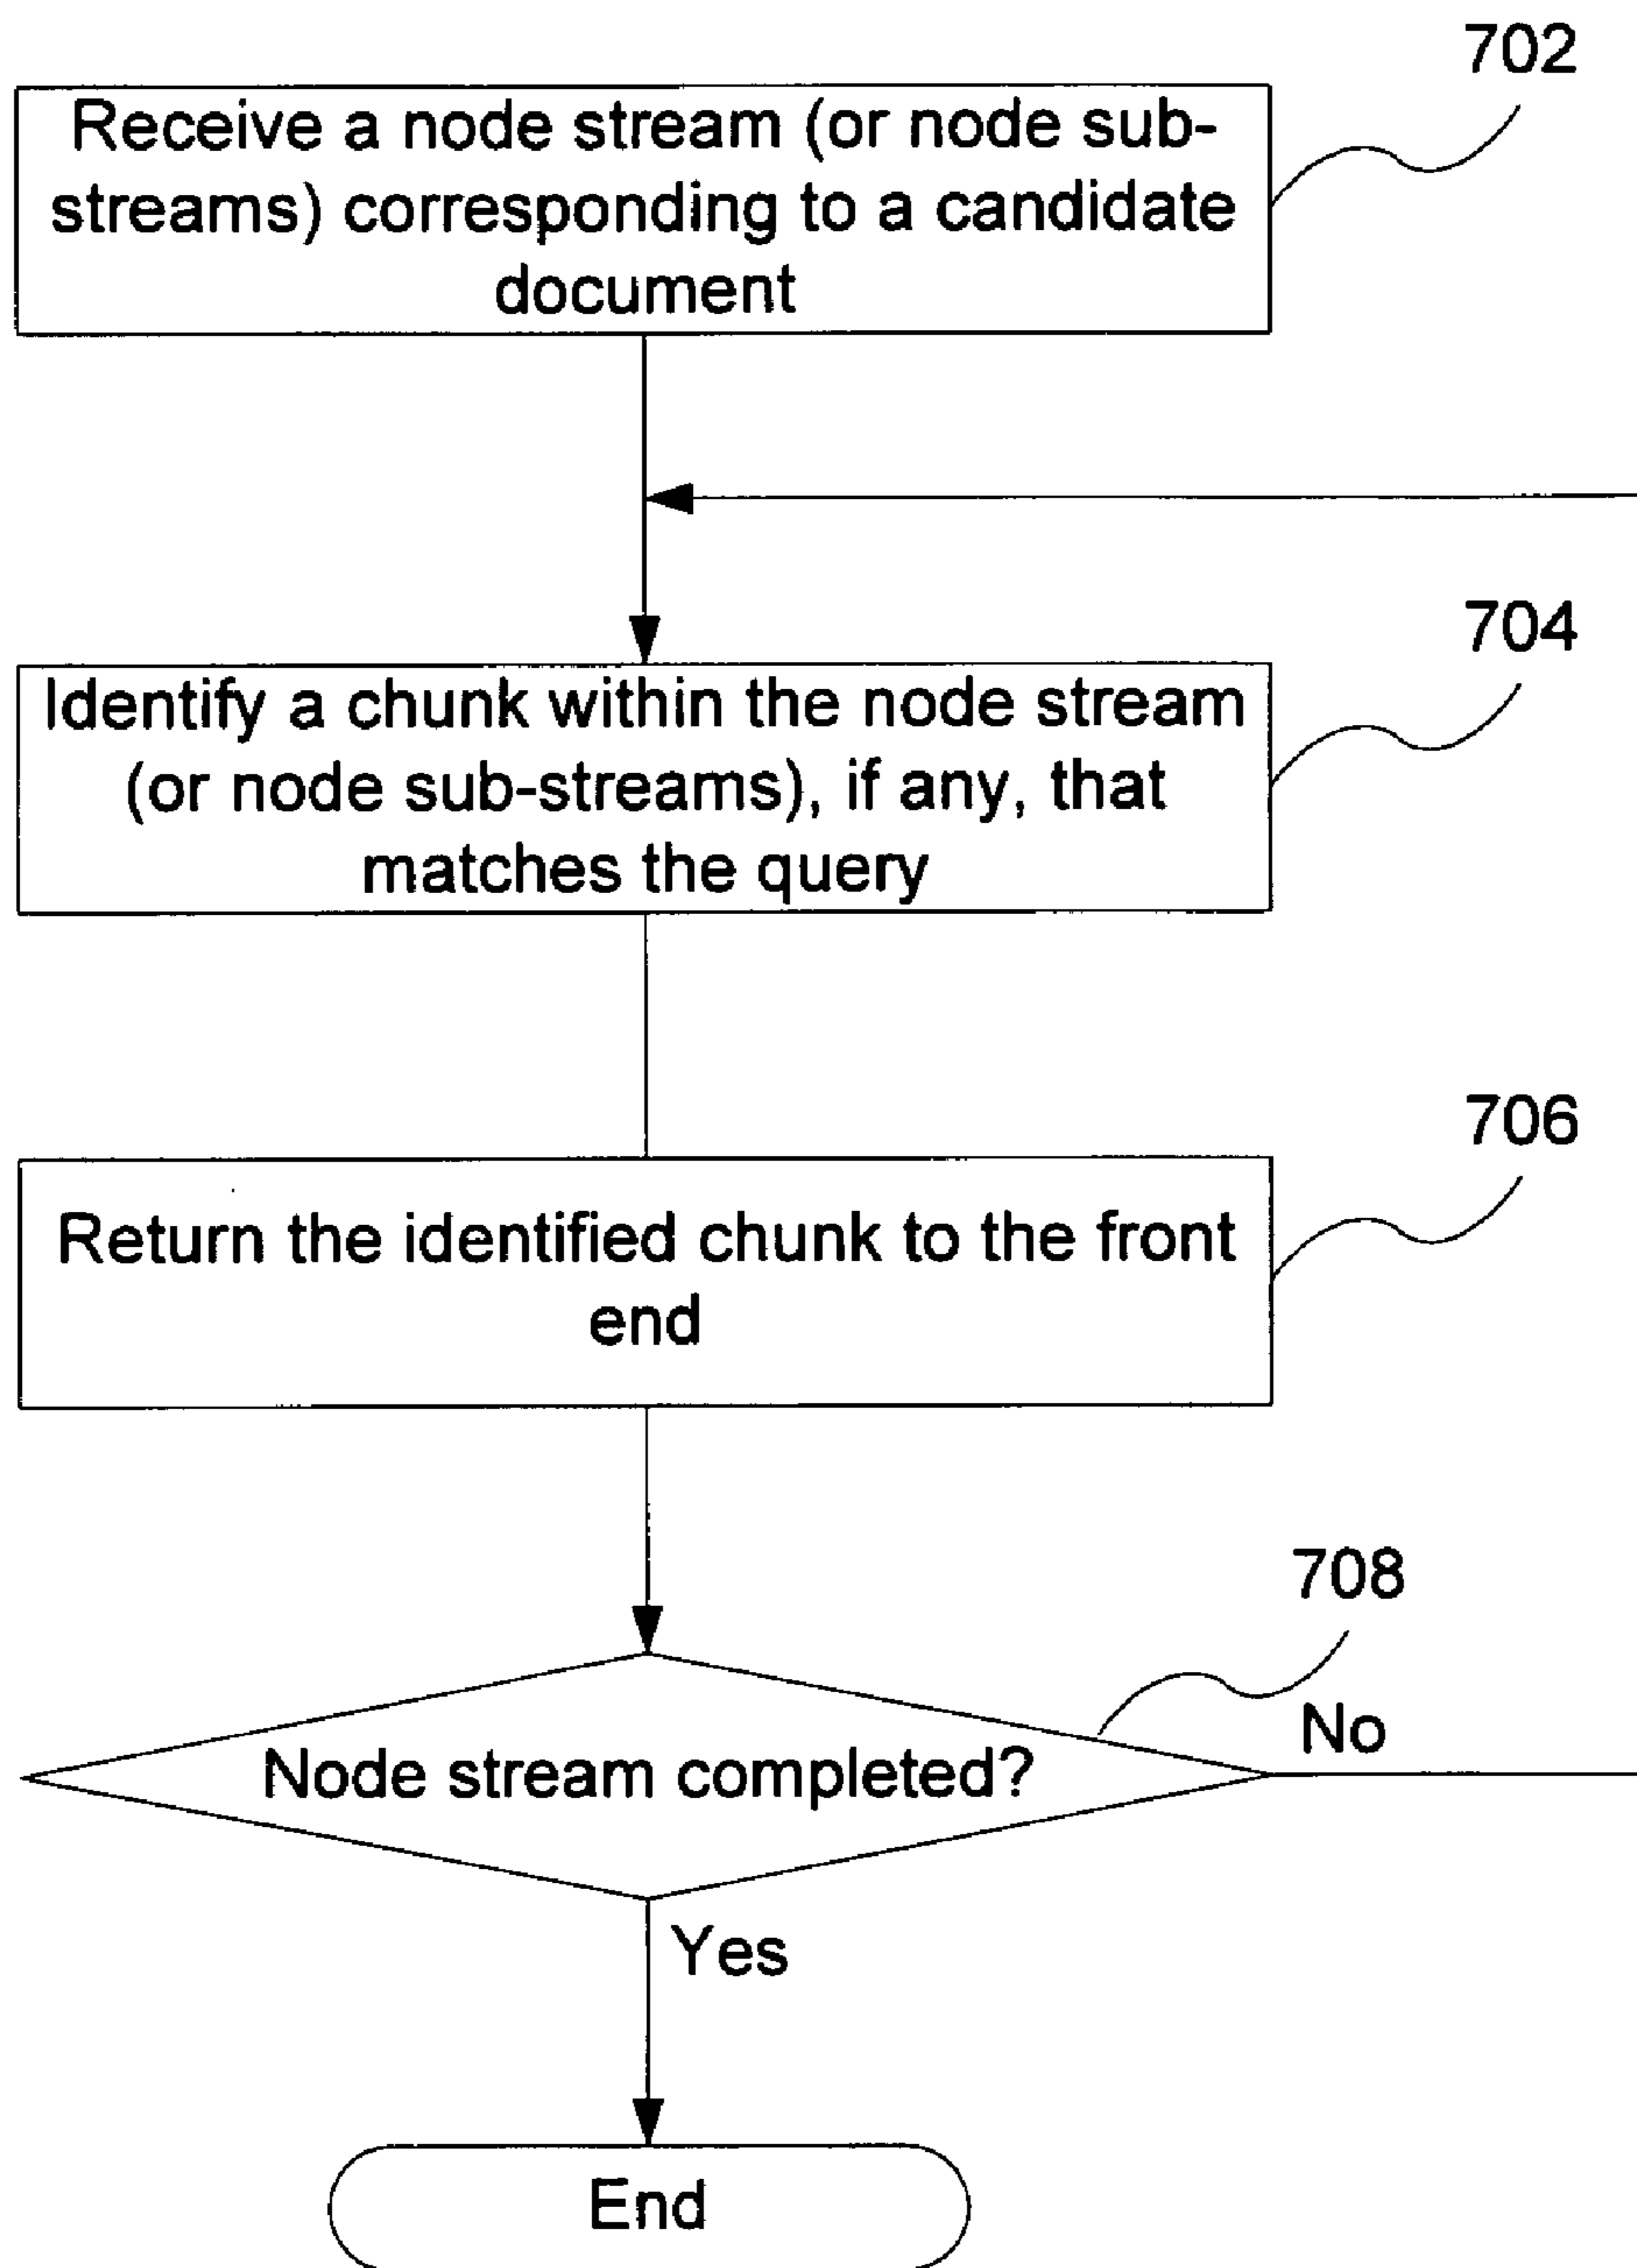 702
Receive a node stream (or node sub-
streams) corresponding to a candidate
document
704
Identify a chunk within the node stream
(or node sub-streams), if any, that
matches the query
706
Return the identified chunk to the front
end
708
No
Node stream completed?
Yes
End